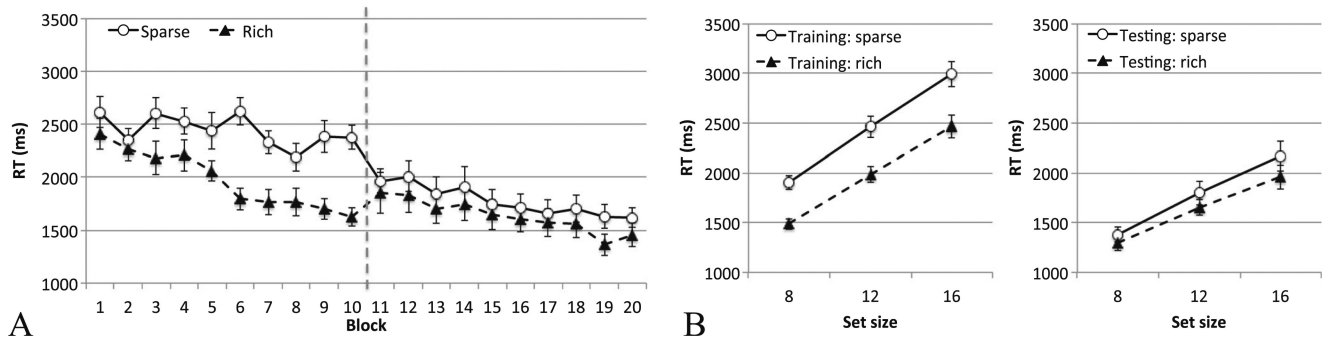 3500
3000
2500
2000
1500
1000
RT (ms)
Sparse Rich
1 2 3 4 5 6 7 8 9 10 11 12 13 14 15 16 17 18 19 20
Block
A
3500
3000
2500
2000
1500
1000
RT (ms)
Training: sparse
Training: rich
8 12 16
Set size
B
3500
3000
2500
2000
1500
1000
RT (ms)
Testing: sparse
Testing: rich
8 12 16
Set size